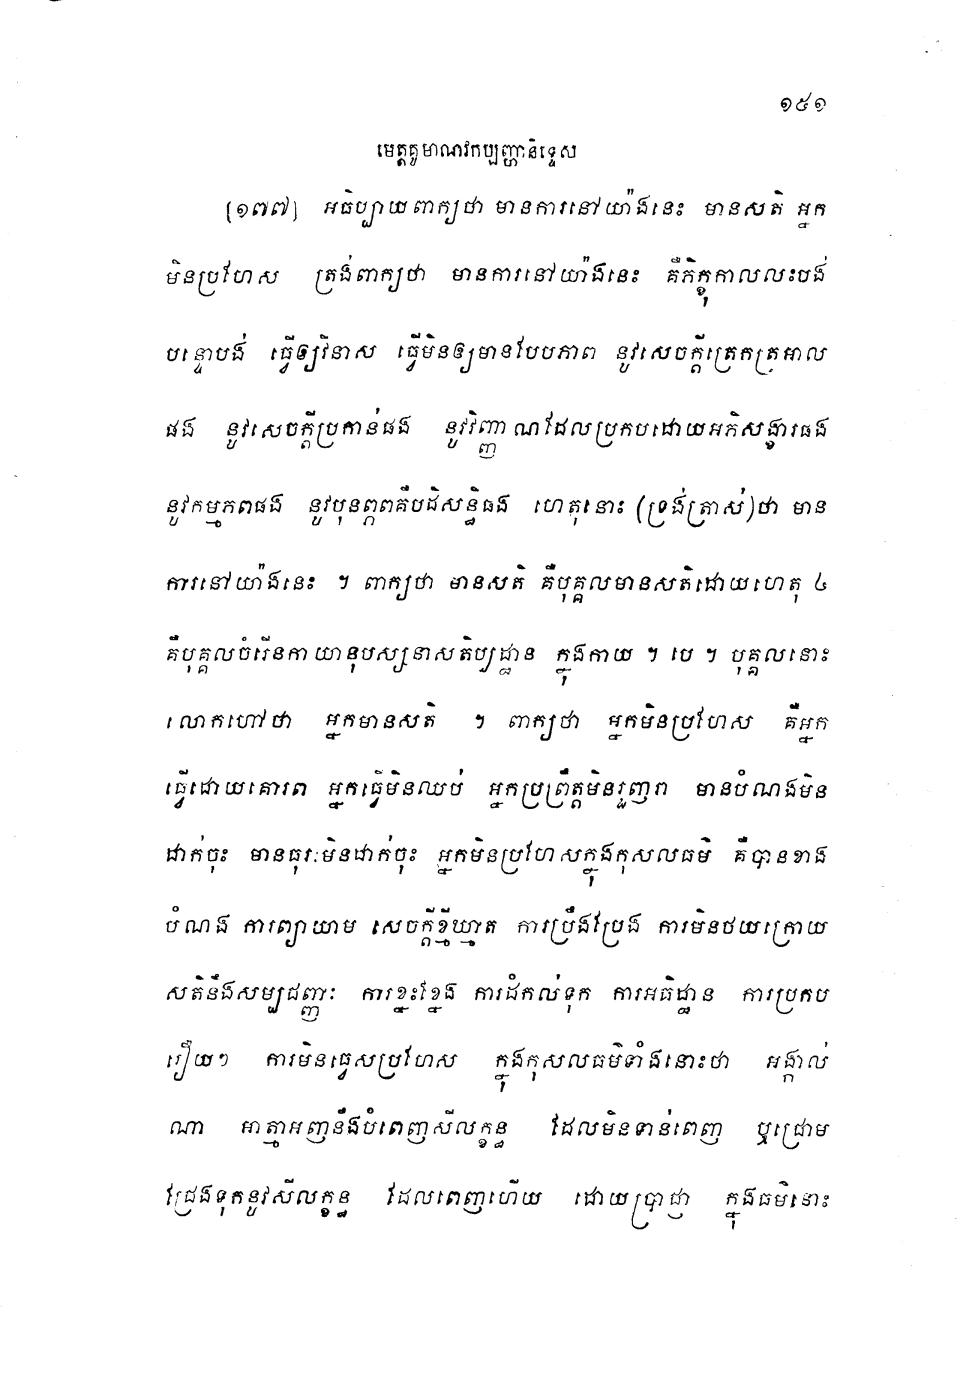 ១៥១
មេត្តគូមាណវកប្បញ្ហានិទ្ទេស
[១៧៧] អធិប្បាយពាក្យថា មានការនៅយ៉ាងនេះ មានសតិ អ្នក
មិនប្រហែស ត្រង់ពាក្យថា មានការនៅយ៉ាងនេះ គឺភិក្ខុកាលលះបង់
បន្ទោបង់ ធ្វើឲ្យវិនាស ធ្វើមិនឲ្យមានបែបភាព នូវសេចក្តីត្រេកត្រអាល
ផង នូវសេចក្តីប្រកាន់ផង នូវវិញ្ញាណដែលប្រកបដោយអភិសង្ខារផង
នូវកម្មភពផង នូវបុនព្ភពគឺបដិសន្ធិផង ហេតុនោះ (ទ្រង់ត្រាស់)ថា មាន
ការនៅយ៉ាងនេះ ។ ពាក្យថា មានសតិ គឺបុគ្គលមានសតិដោយហេតុ ៤
គឺបុគ្គលចំរើនកាយានុបស្សនាសតិប្បដ្ឋាន ក្នុងកាយ ។ បេ ។ បុគ្គលនោះ
លោកហៅថា អ្នកមានសតិ ។ ពាក្យថា អ្នកមិនប្រហែស គឺអ្នក
ធ្វើដោយគោរព អ្នកធ្វើមិនឈប់ អ្នកប្រព្រឹត្តមិនរួញរា មានបំណងមិន
ដាក់ចុះ មានធុរៈមិនដាក់ចុះ អ្នកមិនប្រហែសក្នុងកុសលធម៌ គឺបានខាង
បំណង ការព្យាយាម សេចក្តីខ្មីឃ្មាត ការប្រឹងប្រែង ការមិនថយក្រោយ
សតិនឹងសម្បជញ្ញៈ ការខ្នះខ្នែង ការដំកល់ទុក ការអធិដ្ឋាន ការប្រកប
រឿយៗ ការមិនធ្វេសប្រហែស ក្នុងកុសលធម៌ទាំងនោះថា អង្កាល់
ណា អាត្មាអញនឹងបំពេញសីលក្ខន្ធ ដែលមិនទាន់ពេញ ឬជ្រោម
ជ្រែងទុកនូវសីលក្ខន្ធ ដែលពេញហើយ ដោយប្រាជ្ញា ក្នុងធម៌នោះ